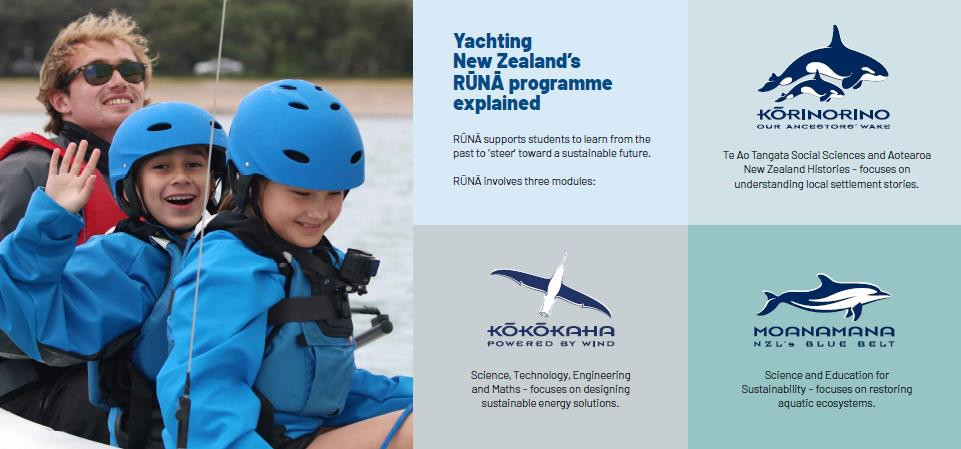 Yachting
New Zealand's
RŪNĀ programme
explained
RŪNĀ supports students to learn from the
past to 'steer' toward a sustainable future.
RŪNĀ involves three modules:
KŌRINORINO
OUR ANCESTORS' WAKE
Te Ao Tangata Social Sciences and Aotearoa
New Zealand Histories – focuses on
understanding local settlement stories.
KŌKŌKAHA
POWERED BY WIND
Science, Technology, Engineering
and Maths – focuses on designing
sustainable energy solutions.
MOANAMANA
NZL's BLUE BELT
Science and Education for
Sustainability – focuses on restoring
aquatic ecosystems.